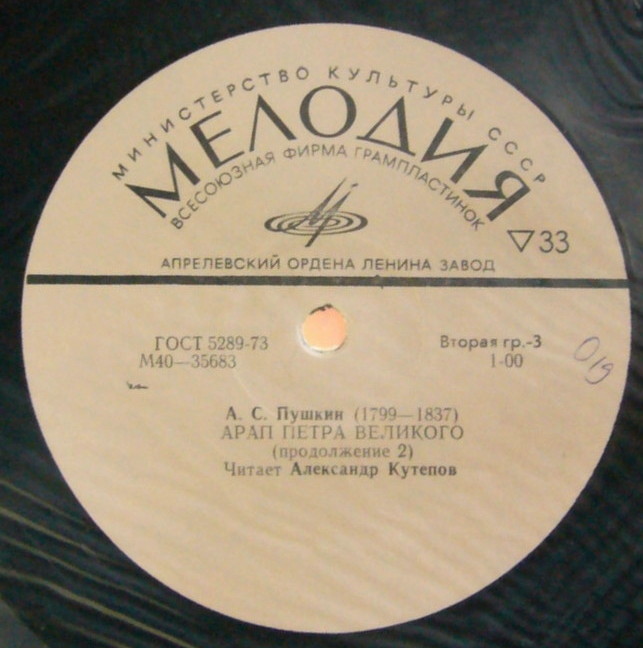 МИНИСТЕРСТВО КУЛЬТУРЫ СССР
МЕЛОДИЯ
ВСЕСОЮЗНАЯ ФИРМА ГРАМПЛАСТИНОК
▽33
АПРЕЛЕВСКИЙ ОРДЕНА ЛЕНИНА ЗАВОД
ГОСТ 5289-73
М40—35683
Вторая гр.-3
1-00
А. С. Пушкин (1799—1837)
АРАП ПЕТРА ВЕЛИКОГО
(продолжение 2)
Читает Александр Кутепов